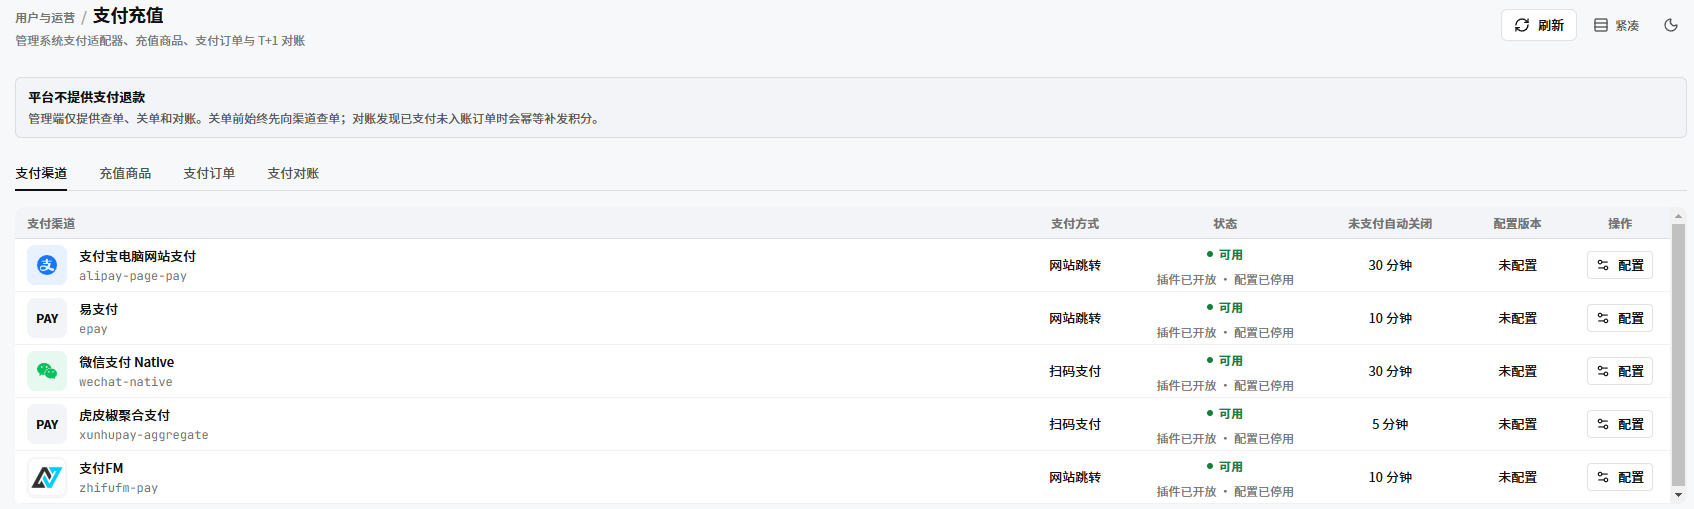 用户与运营 / 支付充值
管理系统支付适配器、充值商品、支付订单与 T+1 对账
刷新 紧凑
平台不提供支付退款
管理端仅提供查单、关单和对账。关单前始终先向渠道查单；对账发现已支付未入账订单时会幂等补发积分。
支付渠道 充值商品 支付订单 支付对账
支付渠道 支付方式 状态 未支付自动关闭 配置版本 操作
支 支付宝电脑网站支付
alipay-page-pay
网站跳转
可用
插件已开放 · 配置已停用
30 分钟 未配置 配置
PAY 易支付
epay
网站跳转
可用
插件已开放 · 配置已停用
10 分钟 未配置 配置
微信支付 Native
wechat-native
扫码支付
可用
插件已开放 · 配置已停用
30 分钟 未配置 配置
PAY 虎皮椒聚合支付
xunhupay-aggregate
扫码支付
可用
插件已开放 · 配置已停用
5 分钟 未配置 配置
支付FM
zhifufm-pay
网站跳转
可用
插件已开放 · 配置已停用
10 分钟 未配置 配置